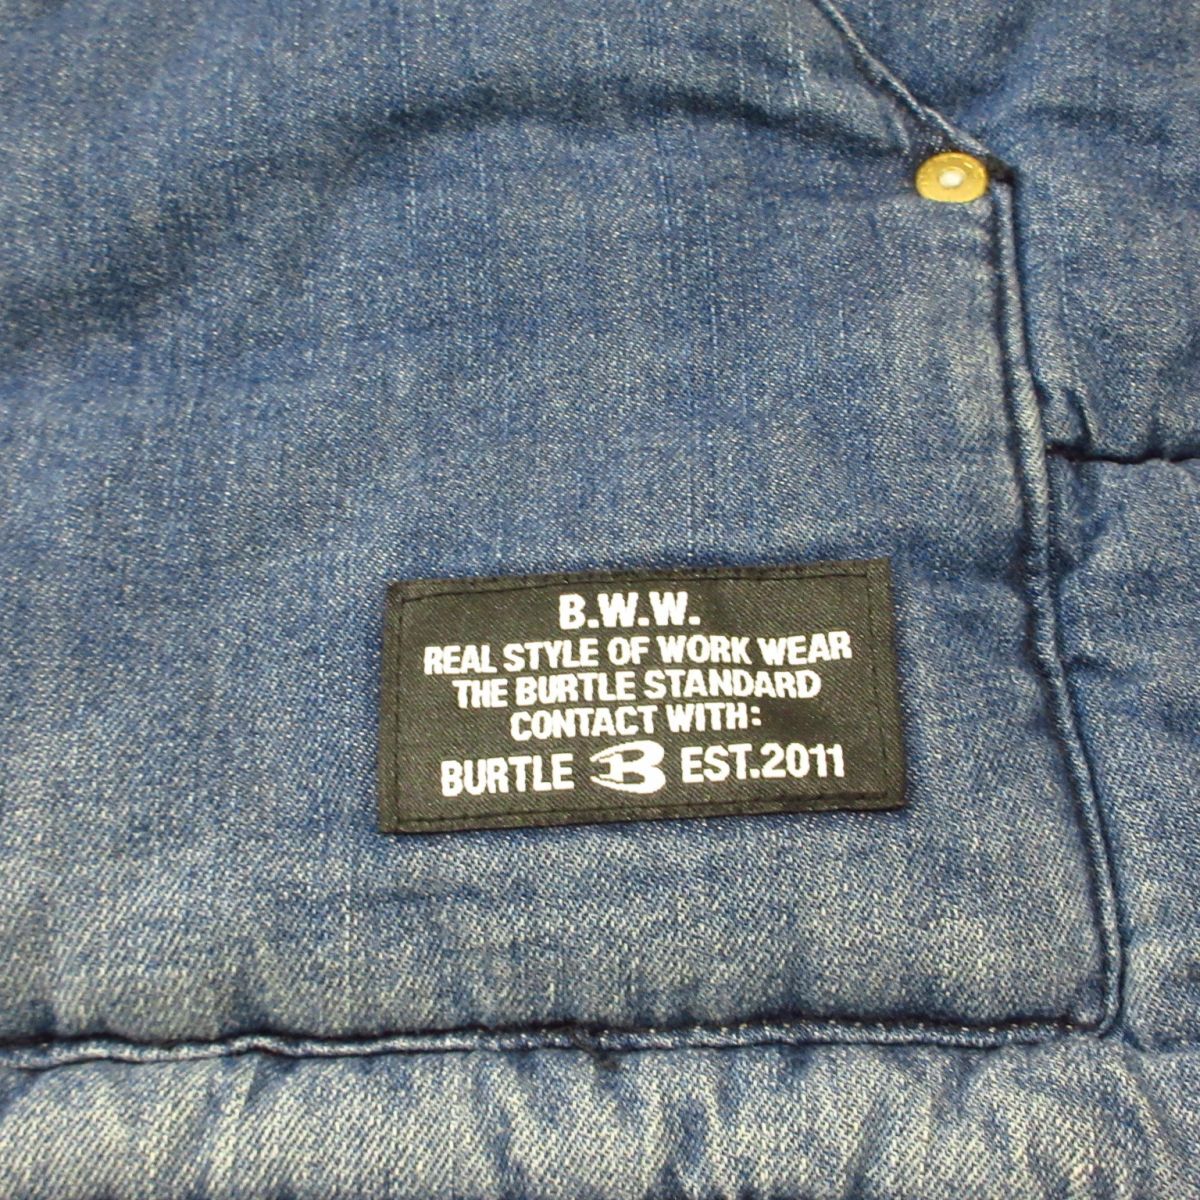 B.W.W.
REAL STYLE OF WORK WEAR
THE BURTLE STANDARD
CONTACT WITH:
BURTLE B EST.2011